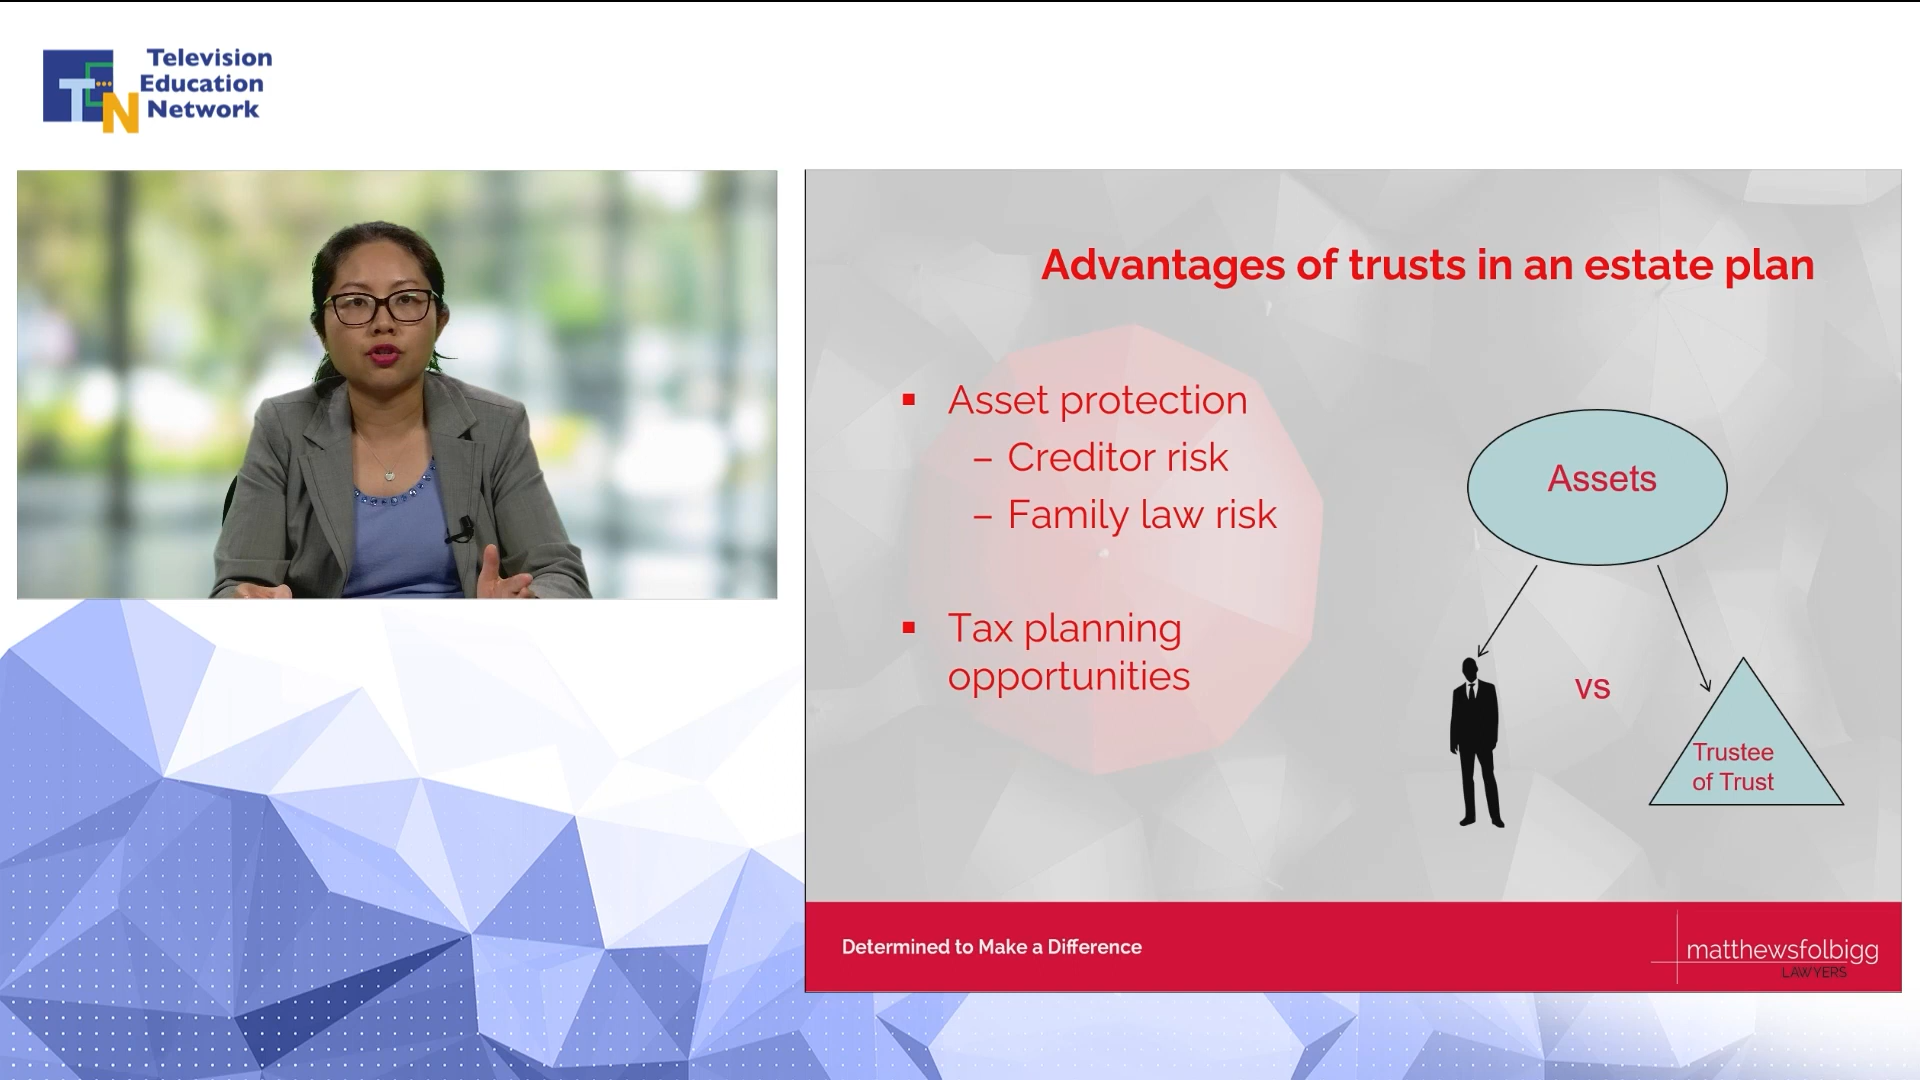 Television
Education
Network
TEN
Advantages of trusts in an estate plan
▪ Asset protection
– Creditor risk
– Family law risk
▪ Tax planning
opportunities
Assets
vs
Trustee
of Trust
Determined to Make a Difference
matthewsfolbigg
LAWYERS